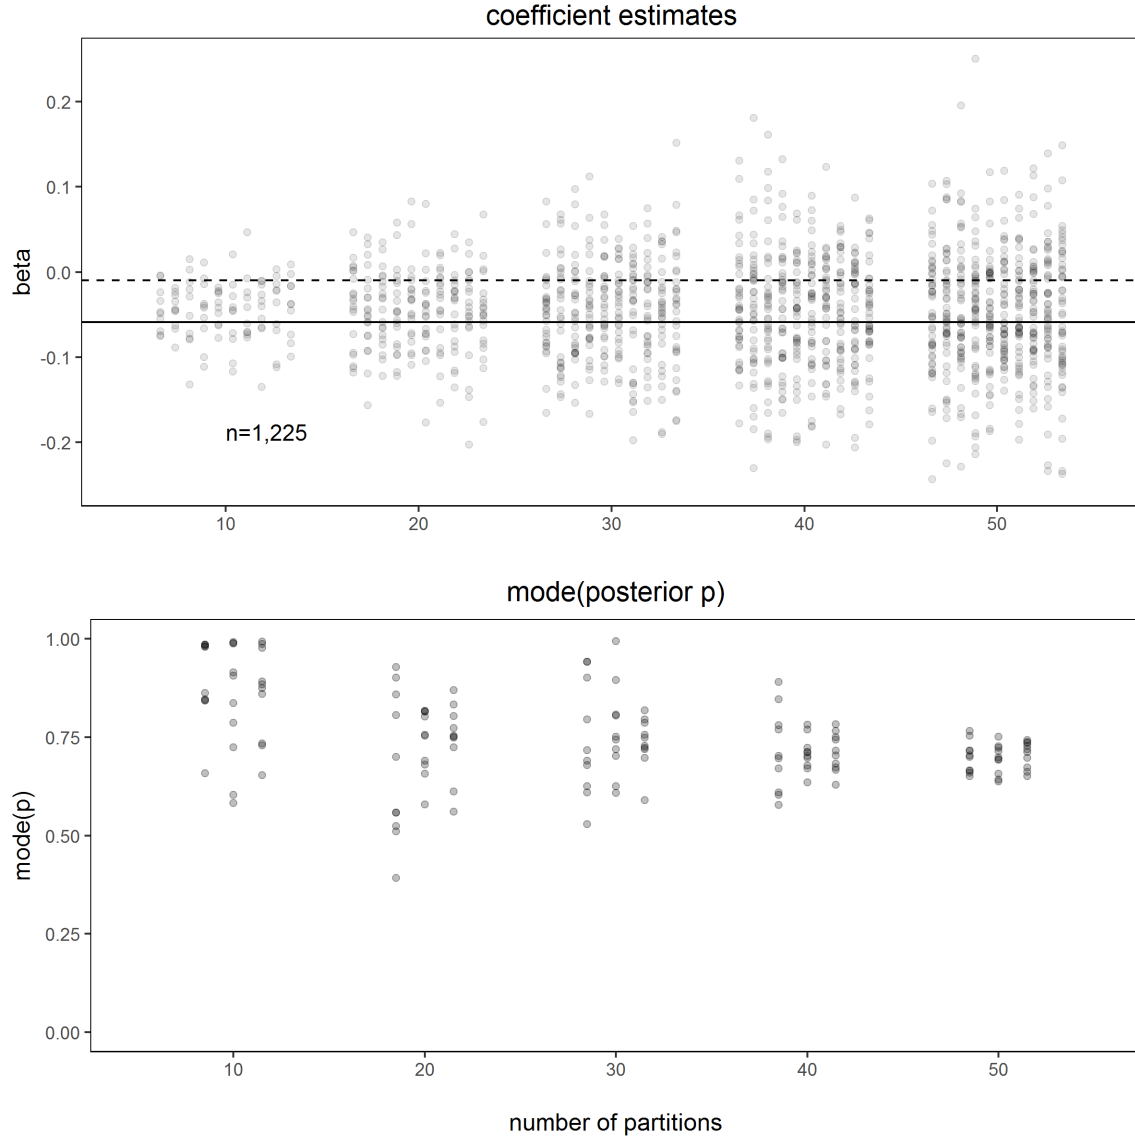 coefficient estimates
beta
0.2
0.1
0.0
-0.1
-0.2
n=1,225
10 20 30 40 50
mode(posterior p)
mode(p)
1.00
0.75
0.50
0.25
0.00
10 20 30 40 50
number of partitions